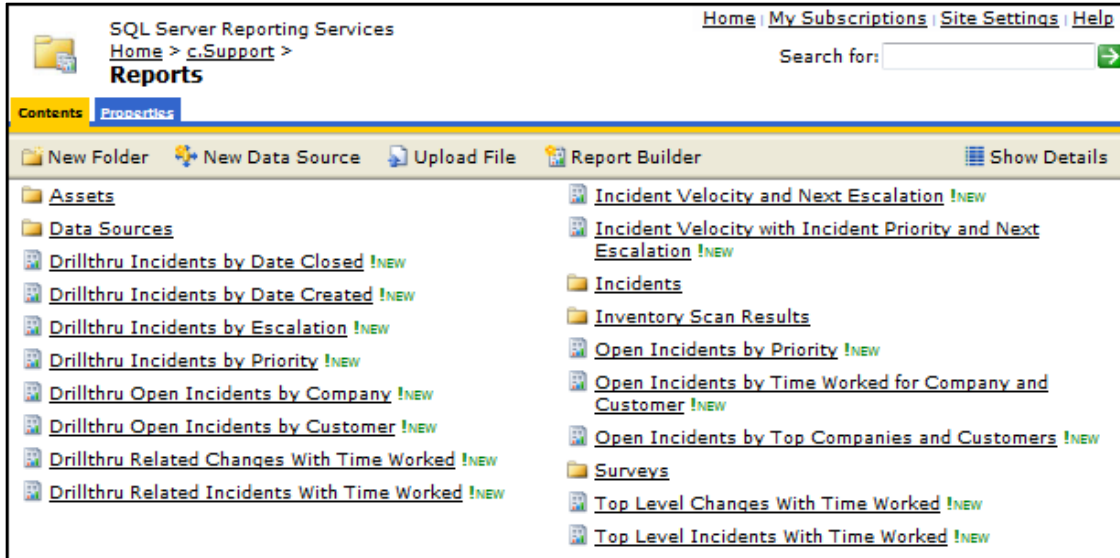 SQL Server Reporting Services
Home > c.Support >
Reports
Home | My Subscriptions | Site Settings | Help
Search for:
Contents Properties
New Folder New Data Source Upload File Report Builder Show Details
Assets
Data Sources
Drillthru Incidents by Date Closed !NEW
Drillthru Incidents by Date Created !NEW
Drillthru Incidents by Escalation !NEW
Drillthru Incidents by Priority !NEW
Drillthru Open Incidents by Company !NEW
Drillthru Open Incidents by Customer !NEW
Drillthru Related Changes With Time Worked !NEW
Drillthru Related Incidents With Time Worked !NEW
Incident Velocity and Next Escalation !NEW
Incident Velocity with Incident Priority and Next
Escalation !NEW
Incidents
Inventory Scan Results
Open Incidents by Priority !NEW
Open Incidents by Time Worked for Company and
Customer !NEW
Open Incidents by Top Companies and Customers !NEW
Surveys
Top Level Changes With Time Worked !NEW
Top Level Incidents With Time Worked !NEW